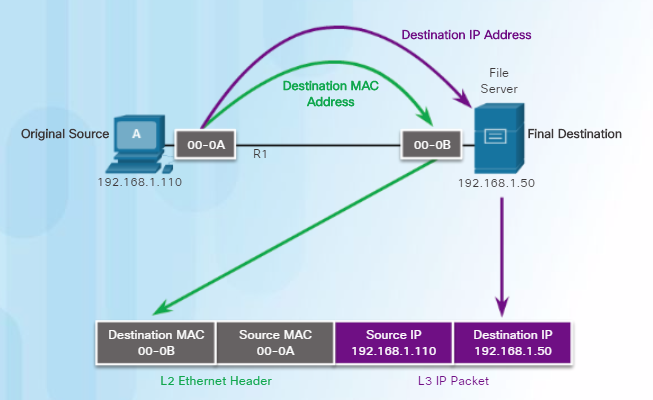 Destination IP Address
File
Server
Destination MAC
Address
Original Source
A
00-0A
R1
00-0B
Final Destination
192.168.1.110
192.168.1.50
Destination MAC
00-0B
Source MAC
00-0A
Source IP
192.168.1.110
Destination IP
192.168.1.50
L2 Ethernet Header
L3 IP Packet